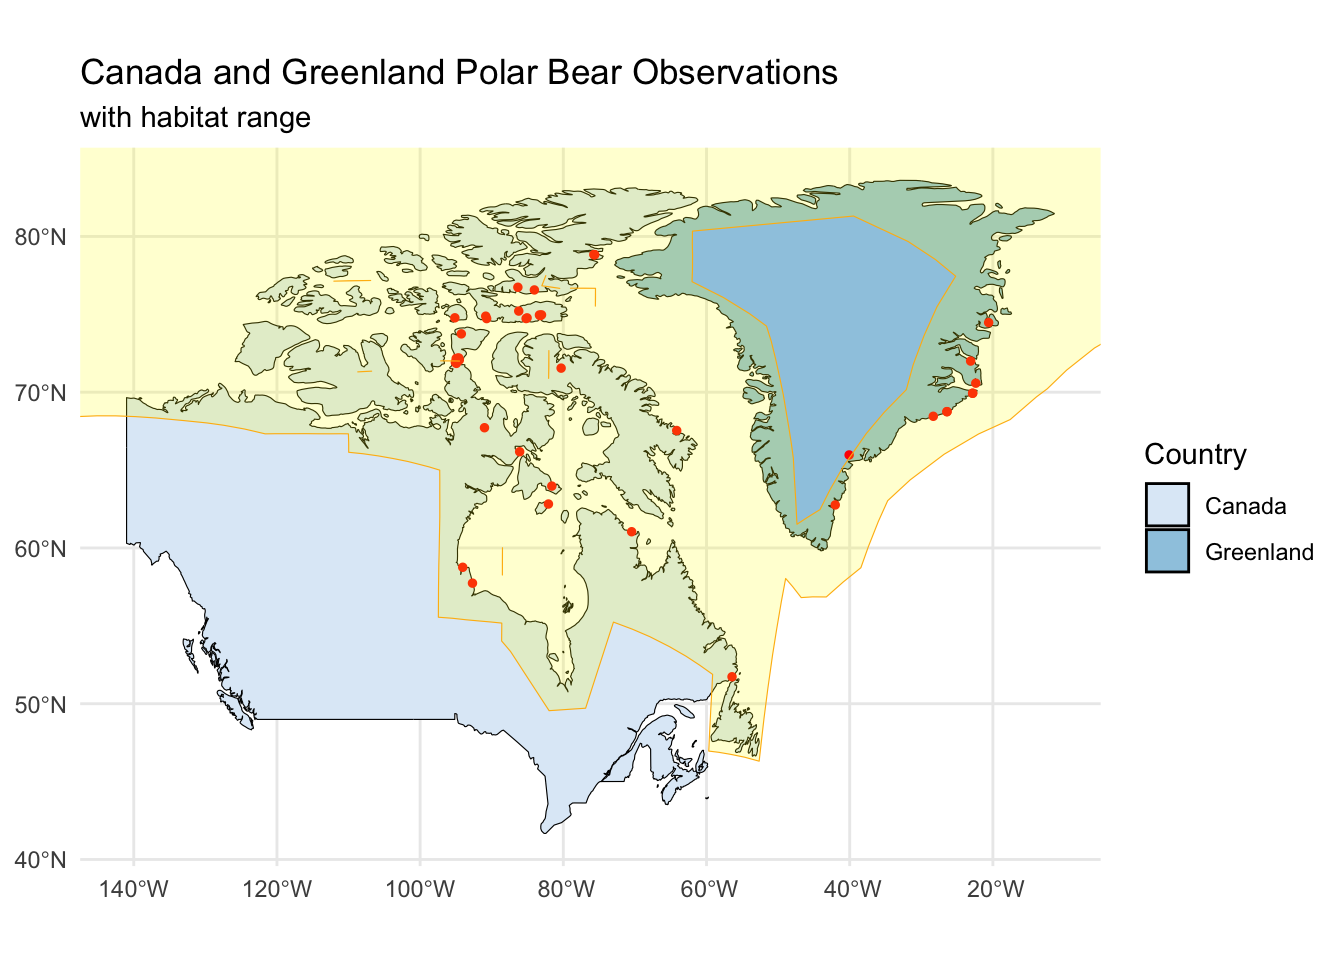 Canada and Greenland Polar Bear Observations
with habitat range
80°N
70°N
60°N
50°N
40°N
140°W
120°W
100°W
80°W
60°W
40°W
20°W
Country
Canada
Greenland